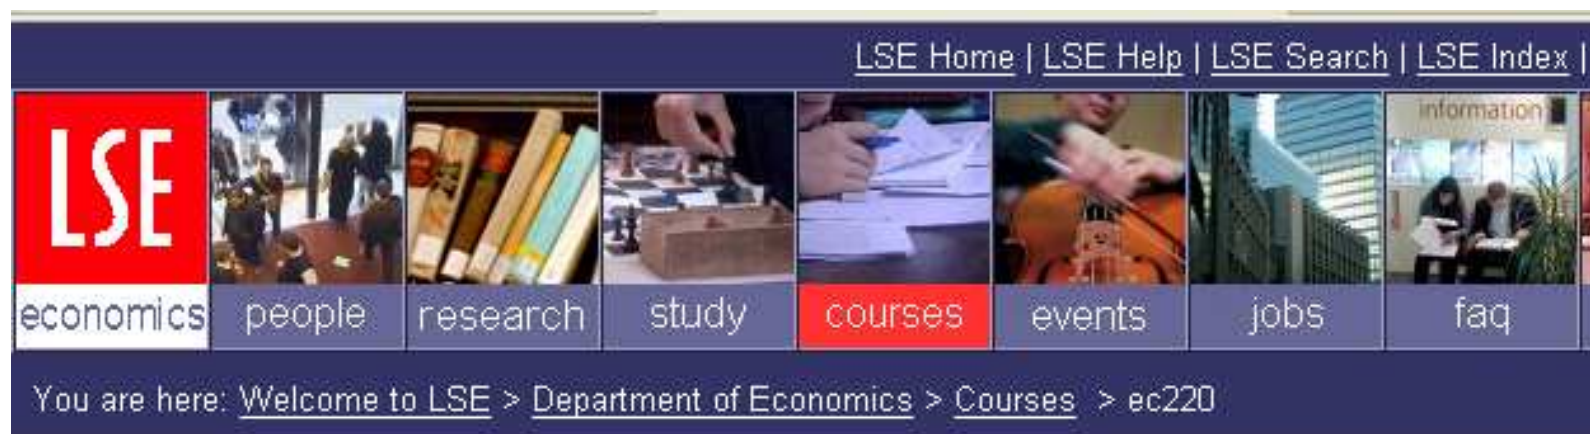 LSE Home | LSE Help | LSE Search | LSE Index |
LSE
information
economics people research study courses events jobs faq
You are here: Welcome to LSE > Department of Economics > Courses > ec220